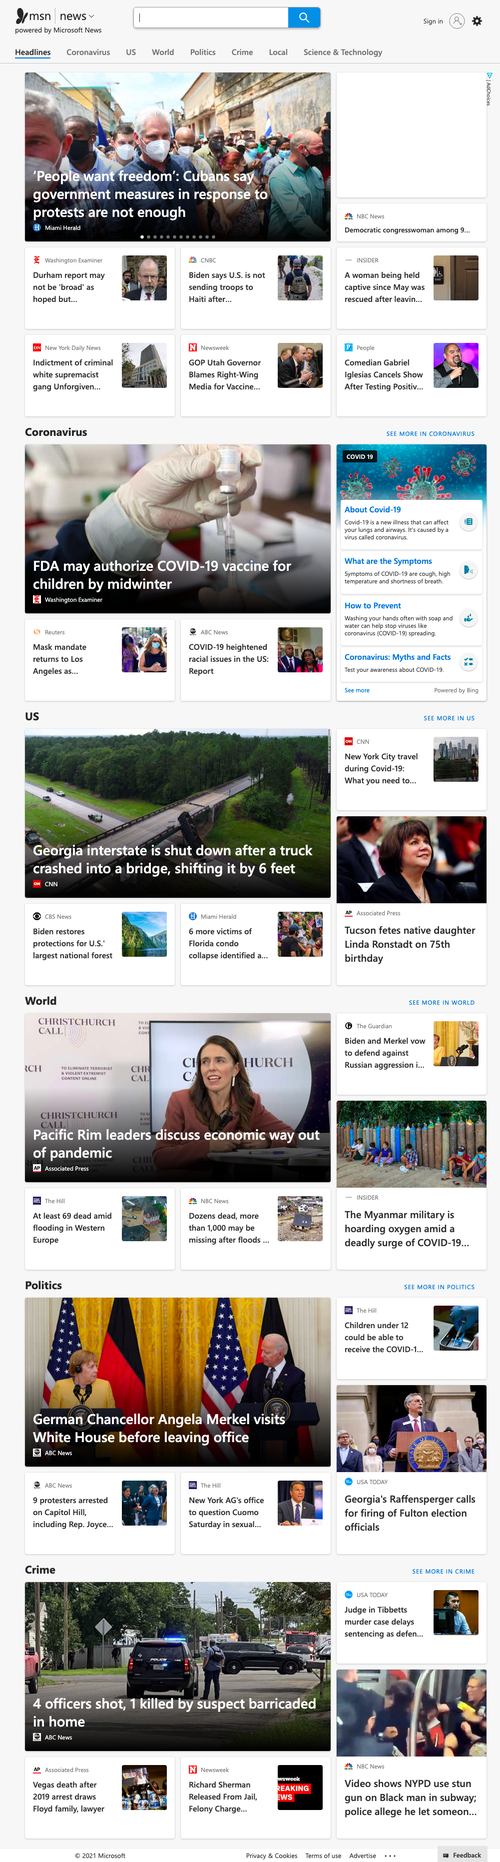 msn news
powered by Microsoft News
Sign in
Headlines Coronavirus US World Politics Crime Local Science & Technology
'People want freedom': Cubans say
government measures in response to
protests are not enough
Miami Herald
AdChoices
NBC News
Democratic congresswoman among 9...
Washington Examiner
Durham report may
not be 'broad' as
hoped but...
CNBC
Biden says U.S. is not
sending troops to
Haiti after...
INSIDER
A woman being held
captive since May was
rescued after leavin...
New York Daily News
Indictment of criminal
white supremacist
gang Unforgiven...
Newsweek
GOP Utah Governor
Blames Right-Wing
Media for Vaccine...
People
Comedian Gabriel
Iglesias Cancels Show
After Testing Positiv...
Coronavirus
SEE MORE IN CORONAVIRUS
FDA may authorize COVID-19 vaccine for
children by midwinter
Washington Examiner
COVID 19
About Covid-19
Covid-19 is a new illness that can affect
your lungs and airways. It's caused by a
virus called coronavirus.
What are the Symptoms
Symptoms of COVID-19 are cough, high
temperature and shortness of breath.
How to Prevent
Washing your hands often with soap and
water can help stop viruses like
coronavirus (COVID-19) spreading.
Coronavirus: Myths and Facts
Test your awareness about COVID-19.
See more
Powered by Bing
Reuters
Mask mandate
returns to Los
Angeles as...
ABC News
COVID-19 heightened
racial issues in the US:
Report
US
SEE MORE IN US
Georgia interstate is shut down after a truck
crashed into a bridge, shifting it by 6 feet
CNN
CNN
New York City travel
during Covid-19:
What you need to...
Associated Press
Tucson fetes native daughter
Linda Ronstadt on 75th
birthday
CBS News
Biden restores
protections for U.S.'
largest national forest
Miami Herald
6 more victims of
Florida condo
collapse identified a...
World
SEE MORE IN WORLD
CHRISTCHURCH
CALL
TO ELIMINATE TERRORIST
& VIOLENT EXTREMIST
CONTENT ONLINE
CHRISTCHURCH
CALL
Pacific Rim leaders discuss economic way out
of pandemic
Associated Press
The Guardian
Biden and Merkel vow
to defend against
Russian aggression i...
INSIDER
The Myanmar military is
hoarding oxygen amid a
deadly surge of COVID-19...
The Hill
At least 69 dead amid
flooding in Western
Europe
NBC News
Dozens dead, more
than 1,000 may be
missing after floods ...
Politics
SEE MORE IN POLITICS
German Chancellor Angela Merkel visits
White House before leaving office
ABC News
The Hill
Children under 12
could be able to
receive the COVID-1...
USA TODAY
Georgia's Raffensperger calls
for firing of Fulton election
officials
ABC News
9 protesters arrested
on Capitol Hill,
including Rep. Joyce...
The Hill
New York AG's office
to question Cuomo
Saturday in sexual...
Crime
SEE MORE IN CRIME
POLICE
4 officers shot, 1 killed by suspect barricaded
in home
ABC News
USA TODAY
Judge in Tibbetts
murder case delays
sentencing as defen...
NBC News
Video shows NYPD use stun
gun on Black man in subway;
police allege he let someon...
Associated Press
Vegas death after
2019 arrest draws
Floyd family, lawyer
Newsweek
Richard Sherman
Released From Jail,
Felony Charge...
© 2021 Microsoft
Privacy & Cookies Terms of use Advertise ...
Feedback